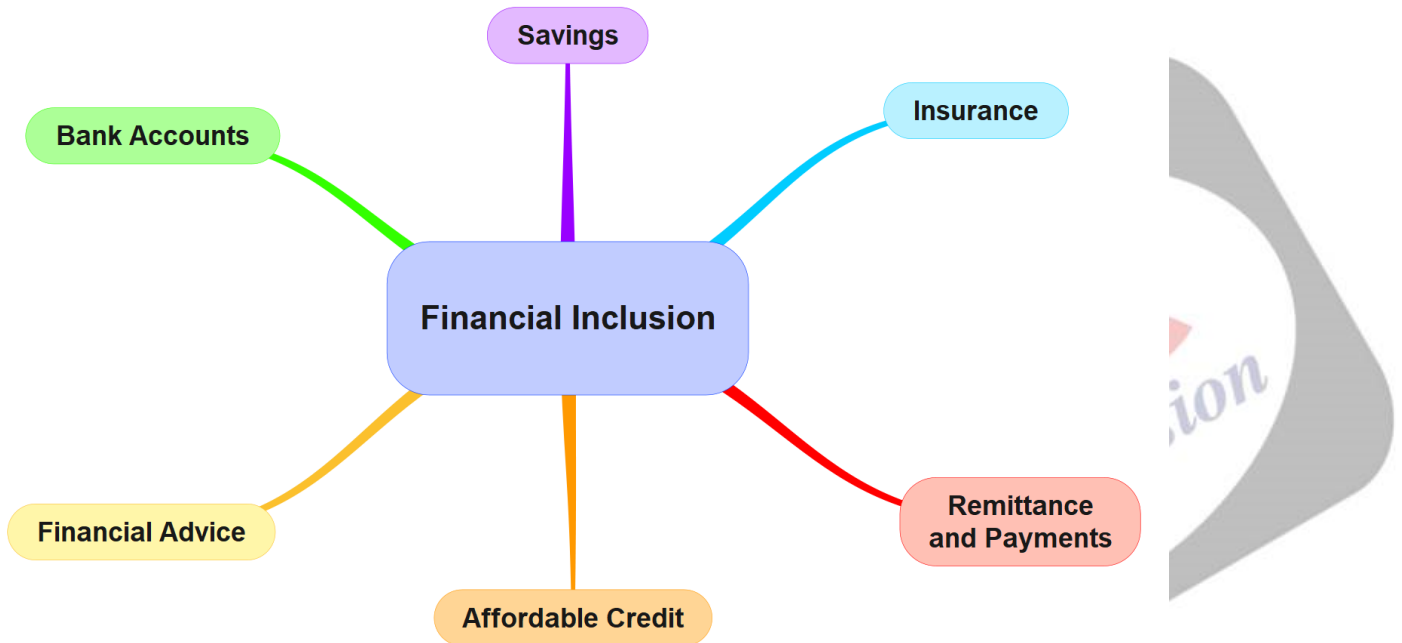 Savings
Insurance
Bank Accounts
Financial Inclusion
Remittance
and Payments
Financial Advice
Affordable Credit